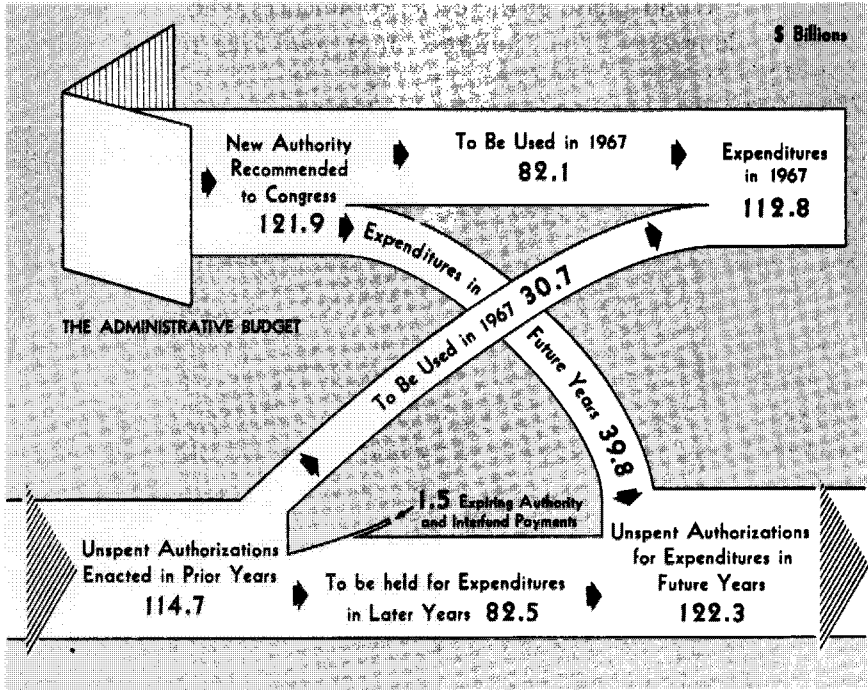 $ Billions
New Authority
Recommended
to Congress
121.9
To Be Used in 1967
82.1
Expenditures
in 1967
112.8
Expenditures in
Future Years 39.8
To Be Used in 1967 30.7
THE ADMINISTRATIVE BUDGET
1.5 Expiring Authority
and Interfund Payments
Unspent Authorizations
Enacted in Prior Years
114.7
To be held for Expenditures
in Later Years 82.5
Unspent Authorizations
for Expenditures in
Future Years
122.3